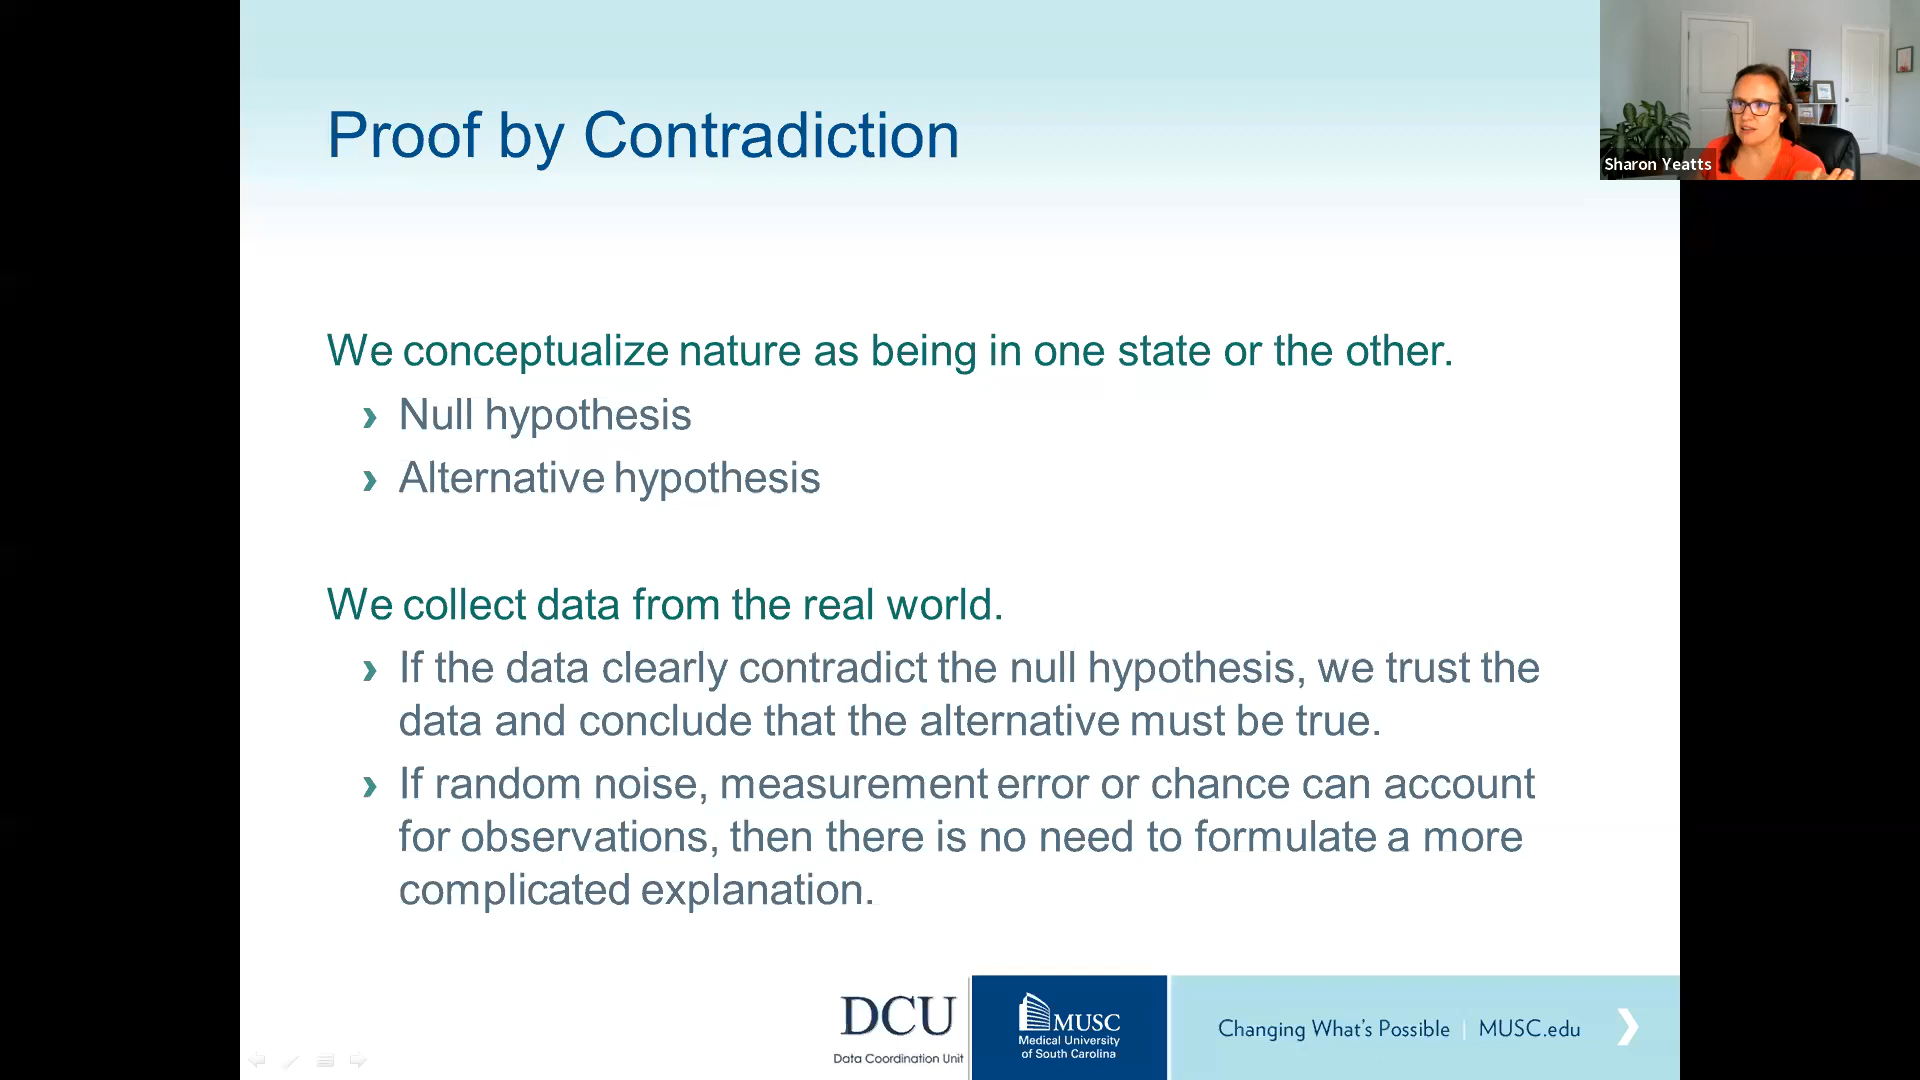 Proof by Contradiction
Sharon Yeatts
We conceptualize nature as being in one state or the other.
› Null hypothesis
› Alternative hypothesis
We collect data from the real world.
› If the data clearly contradict the null hypothesis, we trust the
data and conclude that the alternative must be true.
› If random noise, measurement error or chance can account
for observations, then there is no need to formulate a more
complicated explanation.
DCU
Data Coordination Unit
MUSC
Medical University
of South Carolina
Changing What's Possible | MUSC.edu